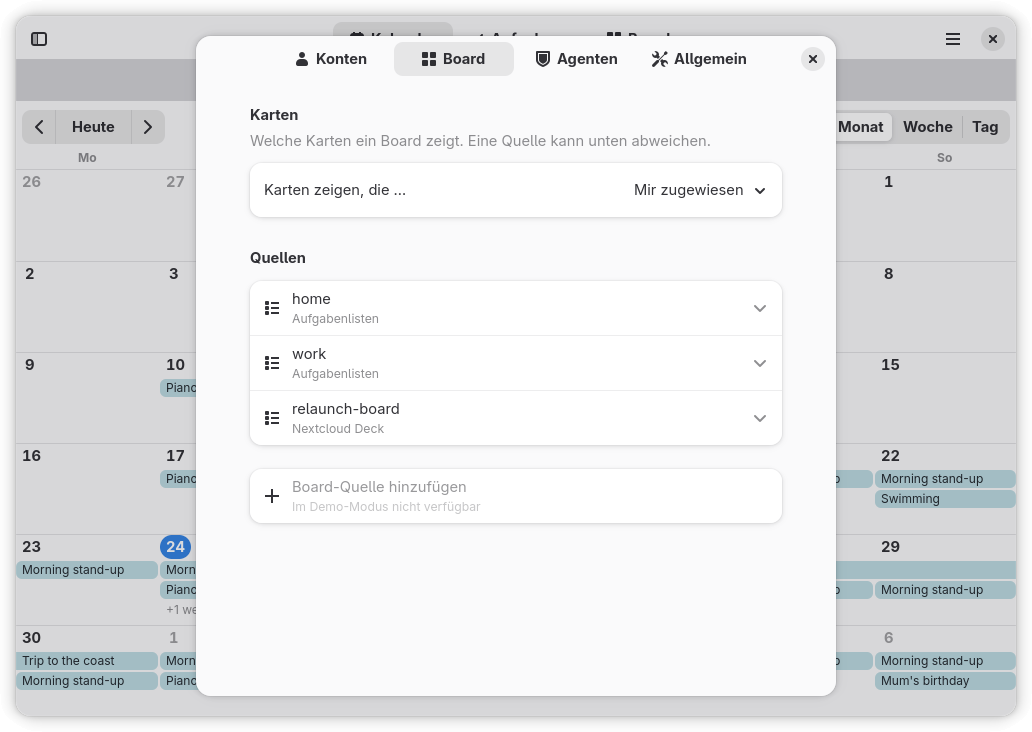 Konten
Board
Agenten
Allgemein
Heute
Monat
Woche
Tag
Mo
So
Karten
Welche Karten ein Board zeigt. Eine Quelle kann unten abweichen.
Karten zeigen, die ...
Mir zugewiesen
Quellen
home
Aufgabenlisten
work
Aufgabenlisten
relaunch-board
Nextcloud Deck
Board-Quelle hinzufügen
Im Demo-Modus nicht verfügbar
26
27
1
2
3
8
9
10
15
16
17
22
Morning stand-up
Swimming
23
24
29
Morning stand-up
+1
Morning stand-up
30
1
6
Trip to the coast
Morning stand-up
Morning stand-up
Mum's birthday